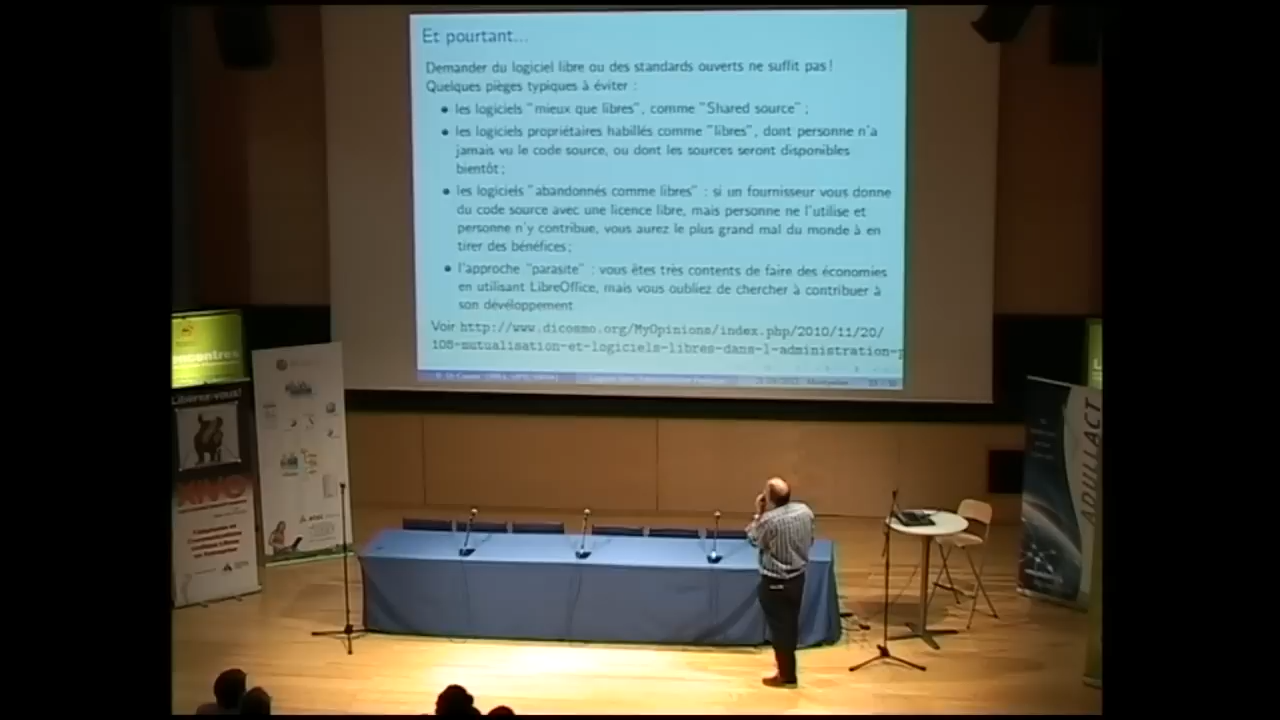 Et pourtant...
Demander du logiciel libre ou des standards ouverts ne suffit pas!
Quelques pièges typiques à éviter :
les logiciels "mieux que libres", comme "Shared source";
les logiciels propriétaires habillés comme "libres", dont personne n'a
jamais vu le code source, ou dont les sources seront disponibles
bientôt;
les logiciels "abandonnés comme libres" : si un fournisseur vous donne
du code source avec une licence libre, mais personne ne l'utilise et
personne n'y contribue, vous aurez le plus grand mal du monde à en
tirer des bénéfices;
l'approche "parasite" : vous êtes très contents de faire des économies
en utilisant LibreOffice, mais vous oubliez de chercher à contribuer à
son développement
Voir http://www.dicosmo.org/MyOpinions/index.php/2010/11/20/
108-mutualisation-et-logiciels-libres-dans-l-administration-p
Libérez-vous!
ADULLACT